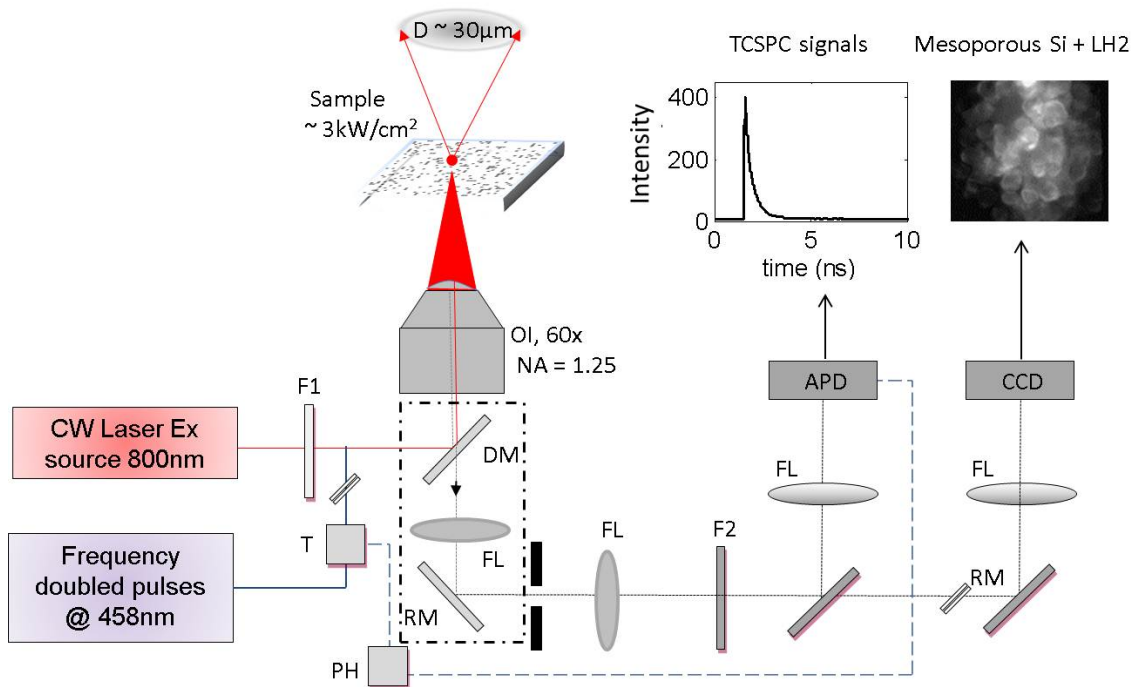 D ~ 30µm
Sample
~ 3kW/cm²
TCSPC signals
Mesoporous Si + LH2
Intensity
400
200
0
0
5
10
time (ns)
OI, 60x
NA = 1.25
F1
CW Laser Ex
source 800nm
DM
APD
CCD
FL
FL
T
FL
FL
F2
Frequency
doubled pulses
@ 458nm
RM
RM
PH